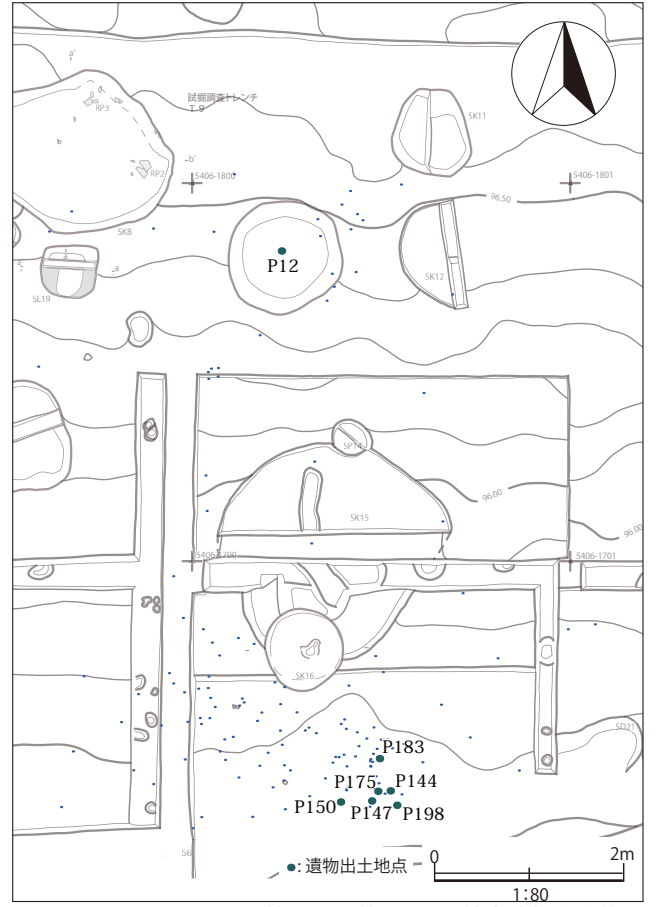 a'
試掘調査トレンチ
T 9
RP3
SK11
b'
RP2
5406-1800
5406-1801
96.50
SK8
P12
SK12
a'
a
a
SL19
SP14
96.00
SK15
96.00
5406-1700
5406-1701
SK16
SD21
P183
P175
P144
P150
P147
P198
56
●: 遺物出土地点
0
2m
1:80